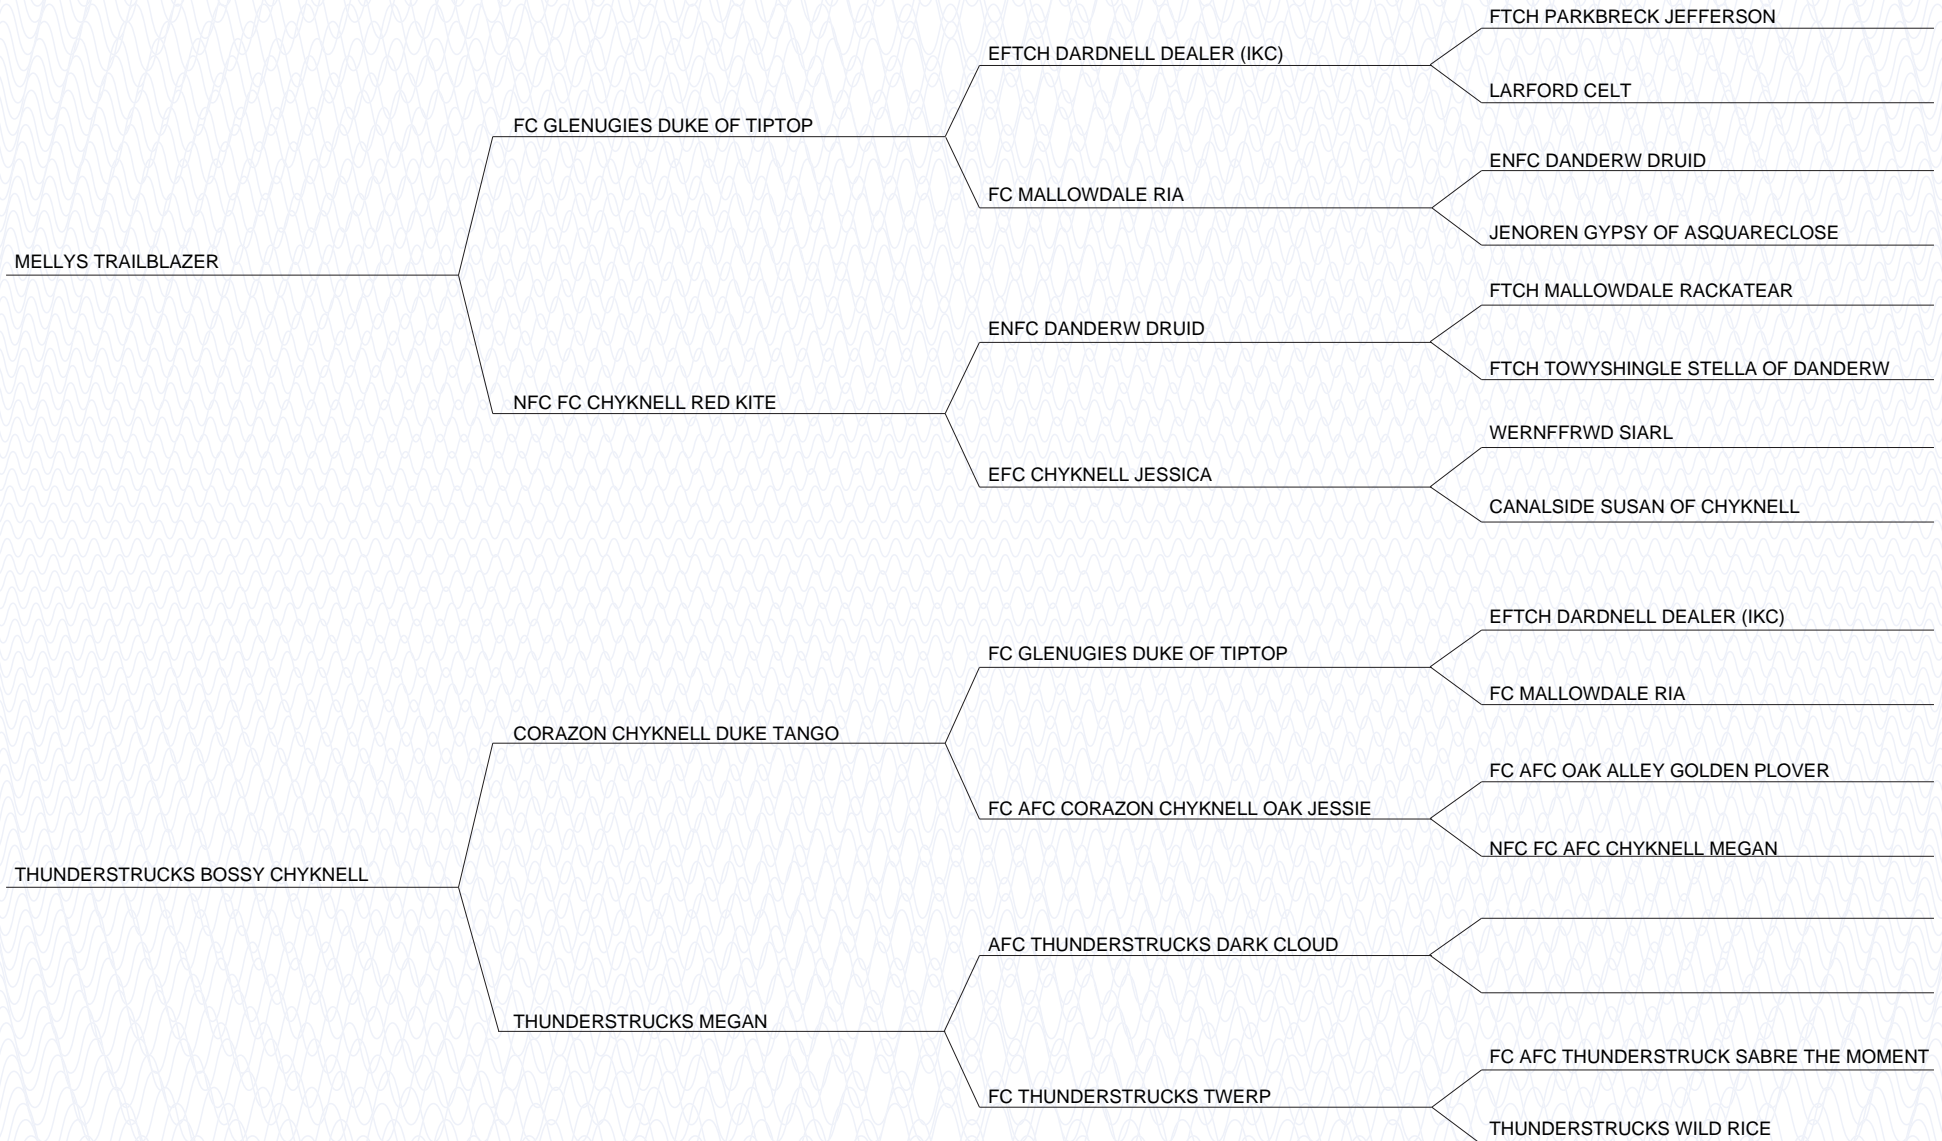 FTCH PARKBRECK JEFFERSON
EFTCH DARDNELL DEALER (IKC)
LARFORD CELT
FC GLENUGIES DUKE OF TIPTOP
ENFC DANDERW DRUID
FC MALLOWDALE RIA
JENOREN GYPSY OF ASQUARECLOSE
MELLYS TRAILBLAZER
FTCH MALLOWDALE RACKATEAR
ENFC DANDERW DRUID
FTCH TOWYSHINGLE STELLA OF DANDERW
NFC FC CHYKNELL RED KITE
WERNFFRWD SIARL
EFC CHYKNELL JESSICA
CANALSIDE SUSAN OF CHYKNELL
EFTCH DARDNELL DEALER (IKC)
FC GLENUGIES DUKE OF TIPTOP
FC MALLOWDALE RIA
CORAZON CHYKNELL DUKE TANGO
FC AFC OAK ALLEY GOLDEN PLOVER
FC AFC CORAZON CHYKNELL OAK JESSIE
NFC FC AFC CHYKNELL MEGAN
THUNDERSTRUCKS BOSSY CHYKNELL
AFC THUNDERSTRUCKS DARK CLOUD
THUNDERSTRUCKS MEGAN
FC AFC THUNDERSTRUCK SABRE THE MOMENT
FC THUNDERSTRUCKS TWERP
THUNDERSTRUCKS WILD RICE